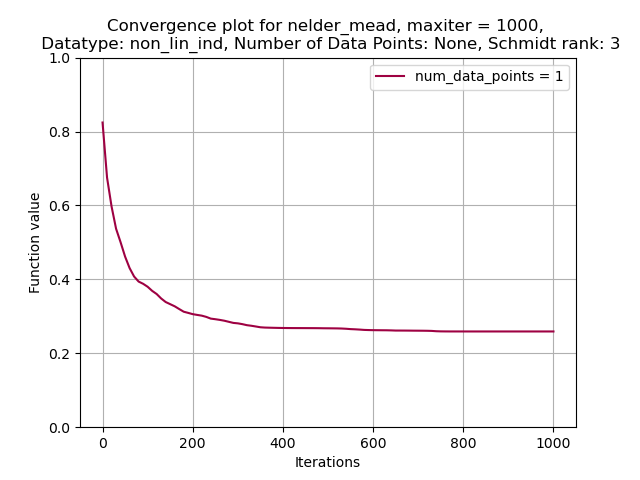 Convergence plot for nelder_mead, maxiter = 1000,
Datatype: non_lin_ind, Number of Data Points: None, Schmidt rank: 3
num_data_points = 1
Function value
1.0
0.8
0.6
0.4
0.2
0.0
0 200 400 600 800 1000
Iterations